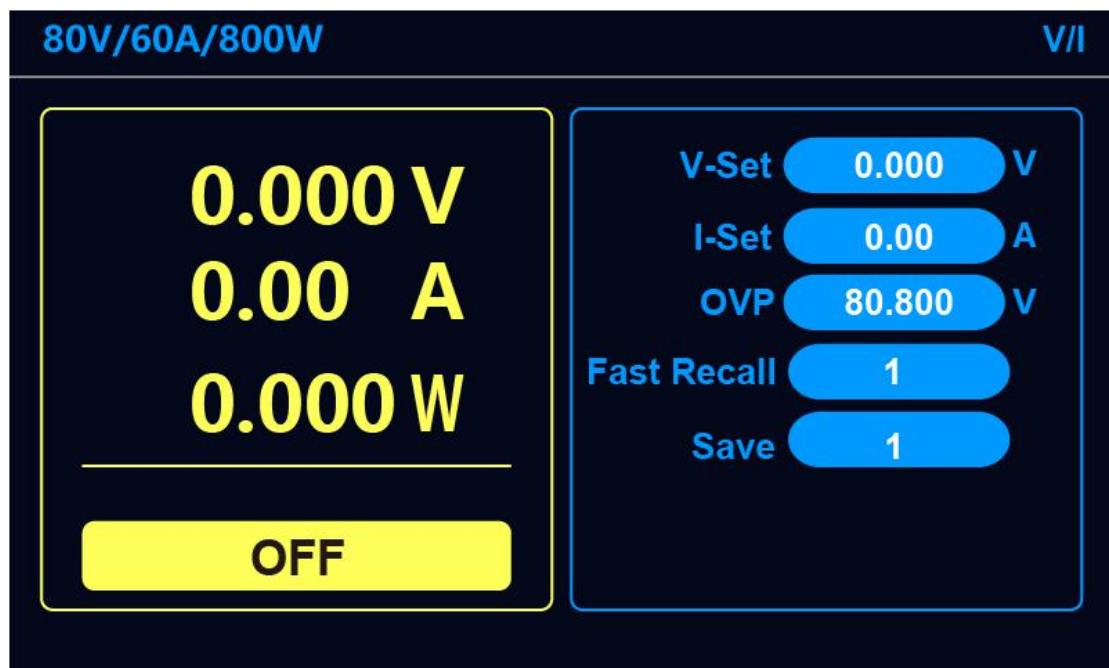 80V/60A/800W V/I
0.000 V
0.00 A
0.000 W
OFF
V-Set 0.000 V
I-Set 0.00 A
OVP 80.800 V
Fast Recall 1
Save 1